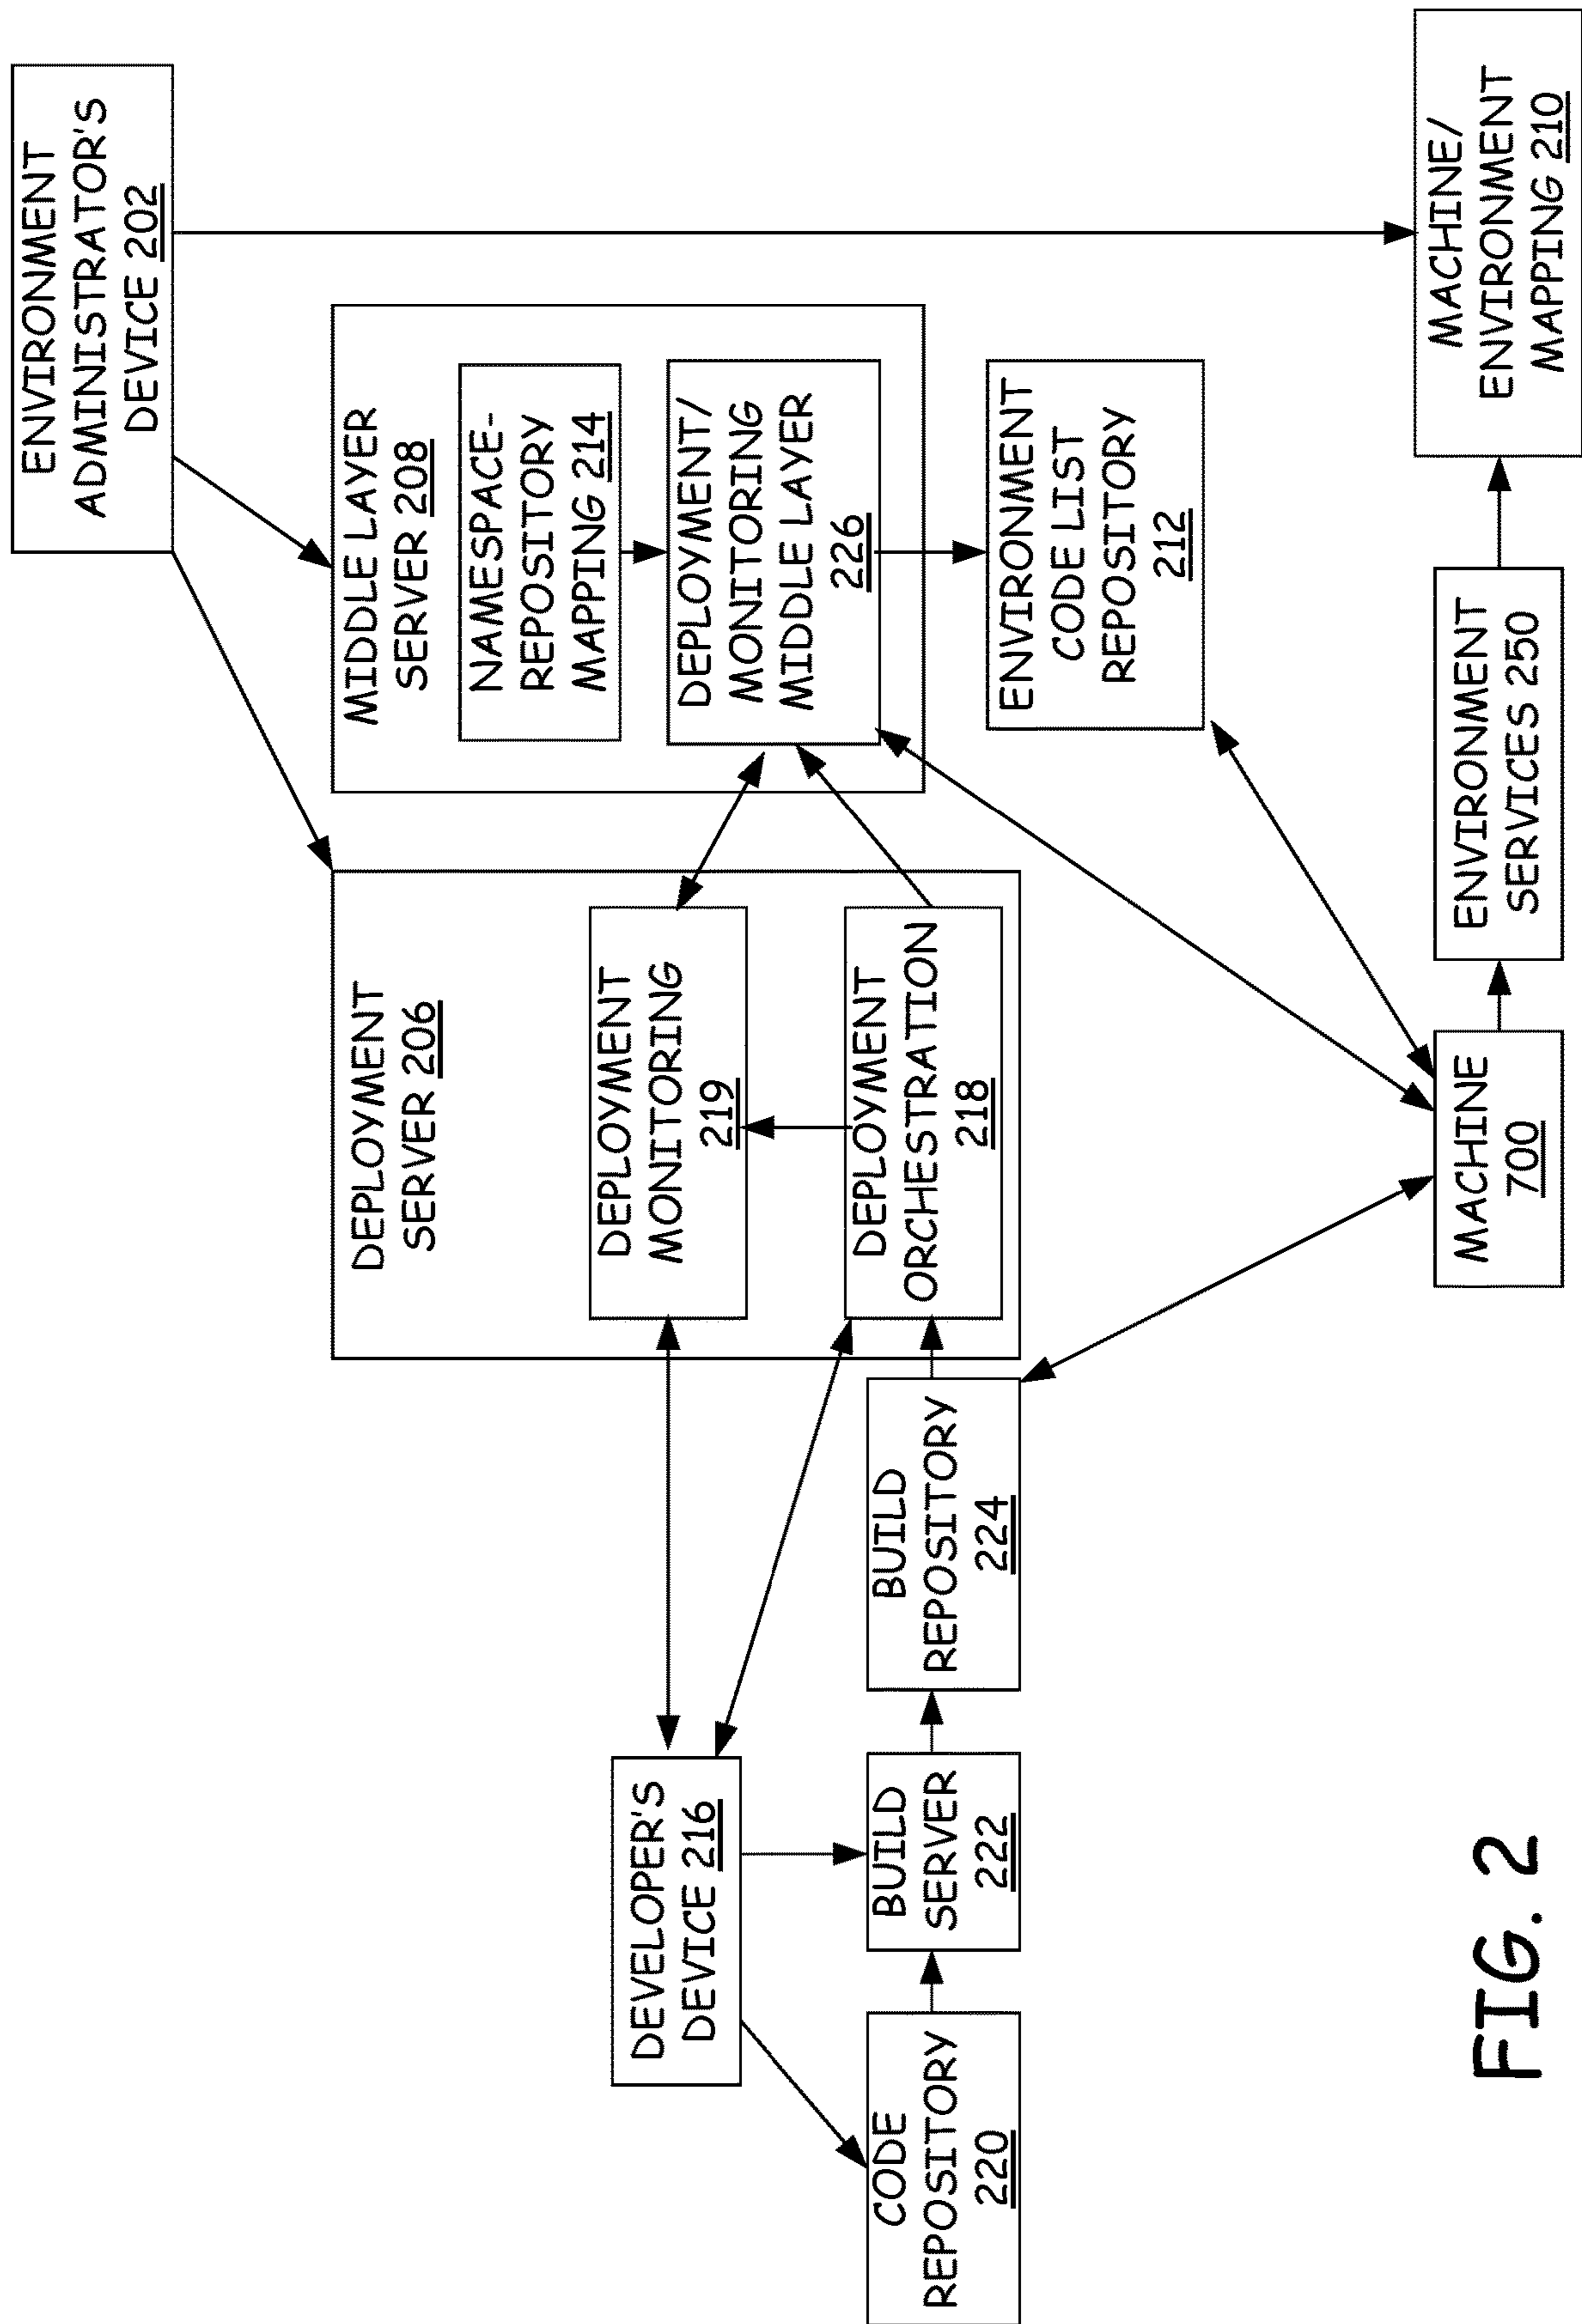 ENVIRONMENT
ADMINISTRATOR'S
DEVICE 202
MIDDLE LAYER
SERVER 208
NAMESPACE-
REPOSITORY
MAPPING 214
DEPLOYMENT/
MONITORING
MIDDLE LAYER
226
DEPLOYMENT
SERVER 206
DEPLOYMENT
MONITORING
219
DEPLOYMENT
ORCHESTRATION
218
ENVIRONMENT
CODE LIST
REPOSITORY
212
DEVELOPER'S
DEVICE 216
CODE
REPOSITORY
220
BUILD
SERVER
222
BUILD
REPOSITORY
224
MACHINE
700
ENVIRONMENT
SERVICES 250
MACHINE/
ENVIRONMENT
MAPPING 210
FIG. 2